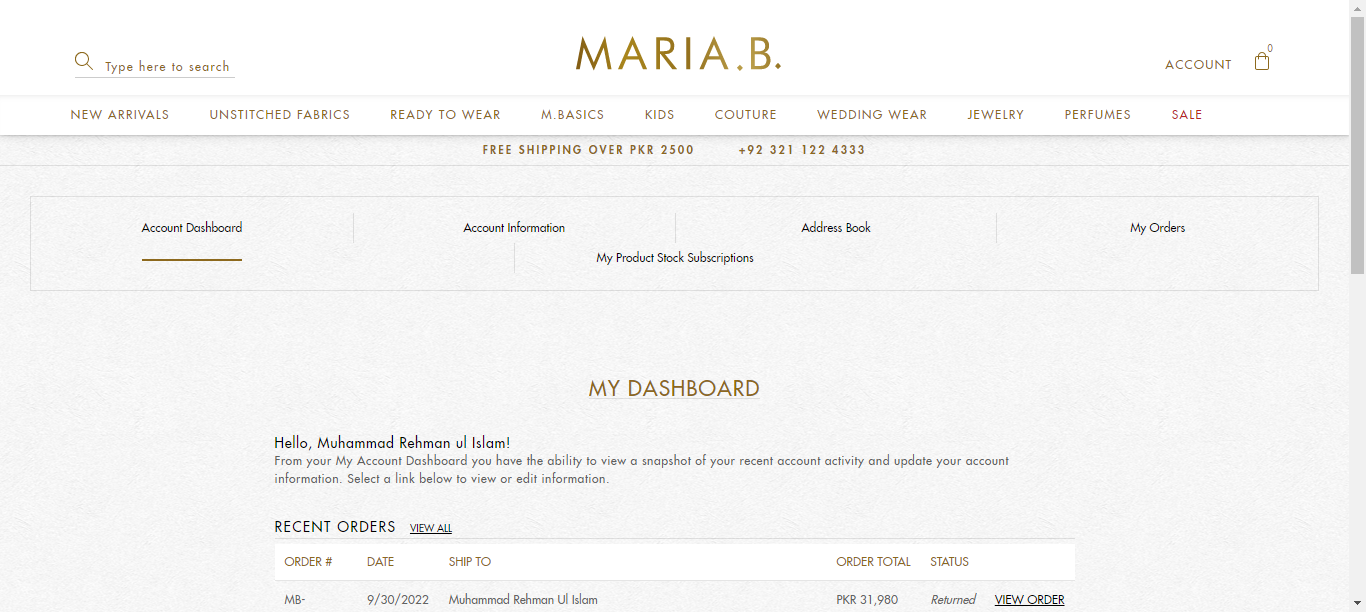 Type here to search
MARIA.B.
ACCOUNT
0
NEW ARRIVALS UNSTITCHED FABRICS READY TO WEAR M.BASICS KIDS COUTURE WEDDING WEAR JEWELRY PERFUMES SALE
FREE SHIPPING OVER PKR 2500 +92 321 122 4333
Account Dashboard Account Information Address Book My Orders
My Product Stock Subscriptions
MY DASHBOARD
Hello, Muhammad Rehman ul Islam!
From your My Account Dashboard you have the ability to view a snapshot of your recent account activity and update your account
information. Select a link below to view or edit information.
RECENT ORDERS VIEW ALL
ORDER # DATE SHIP TO ORDER TOTAL STATUS
MB- 9/30/2022 Muhammad Rehman Ul Islam PKR 31,980 Returned VIEW ORDER